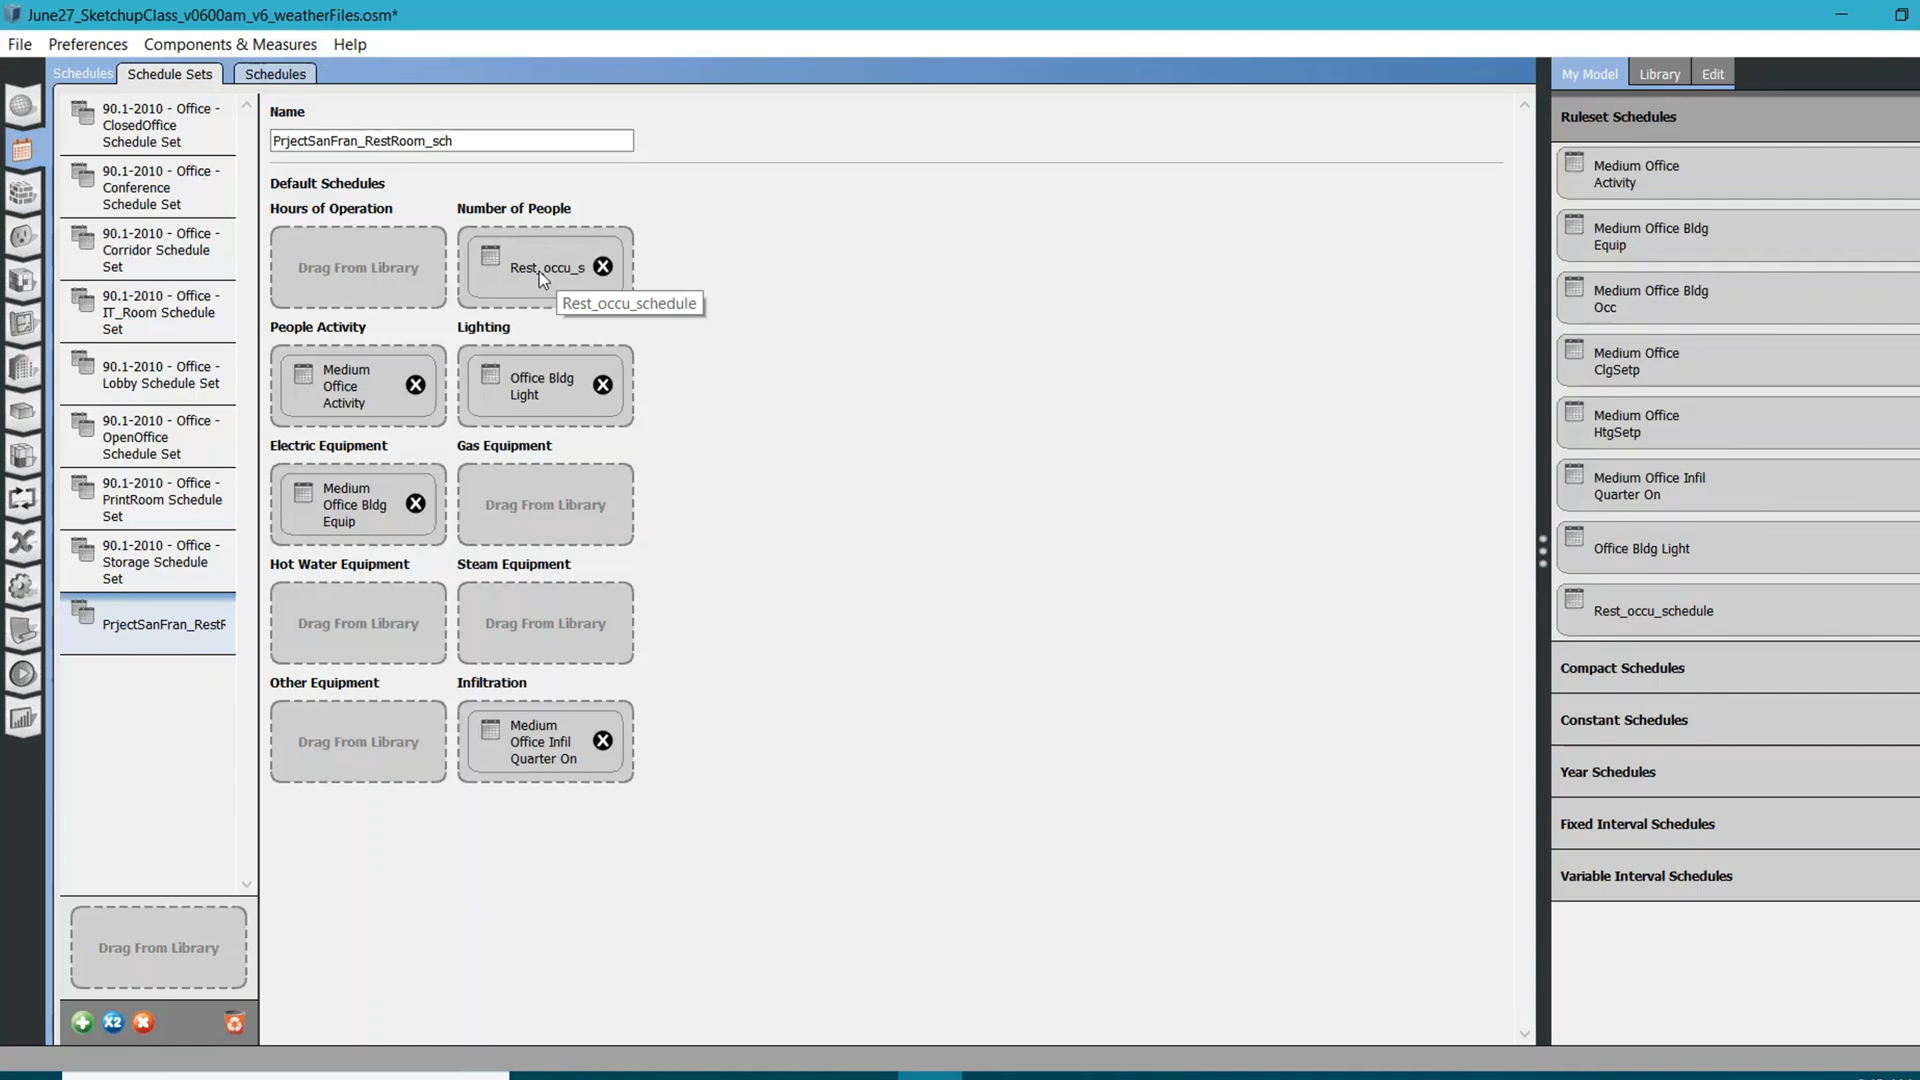 June27_SketchupClass_v0600am_v6_weatherFiles.osm*
File Preferences Components & Measures Help
Schedules Schedule Sets Schedules
90.1-2010 - Office -
ClosedOffice
Schedule Set
90.1-2010 - Office -
Conference
Schedule Set
90.1-2010 - Office -
Corridor Schedule
Set
90.1-2010 - Office -
IT_Room Schedule
Set
90.1-2010 - Office -
Lobby Schedule Set
90.1-2010 - Office -
OpenOffice
Schedule Set
90.1-2010 - Office -
PrintRoom Schedule
Set
90.1-2010 - Office -
Storage Schedule
Set
PrjectSanFran_RestR
Drag From Library
X2
Name
PrjectSanFran_RestRoom_sch
Default Schedules
Hours of Operation Number of People
Drag From Library
Rest_occu_s
Rest_occu_schedule
People Activity Lighting
Medium
Office
Activity
Office Bldg
Light
Electric Equipment Gas Equipment
Medium
Office Bldg
Equip
Drag From Library
Hot Water Equipment Steam Equipment
Drag From Library Drag From Library
Other Equipment Infiltration
Drag From Library
Medium
Office Infil
Quarter On
My Model Library Edit
Ruleset Schedules
Medium Office
Activity
Medium Office Bldg
Equip
Medium Office Bldg
Occ
Medium Office
ClgSetp
Medium Office
HtgSetp
Medium Office Infil
Quarter On
Office Bldg Light
Rest_occu_schedule
Compact Schedules
Constant Schedules
Year Schedules
Fixed Interval Schedules
Variable Interval Schedules